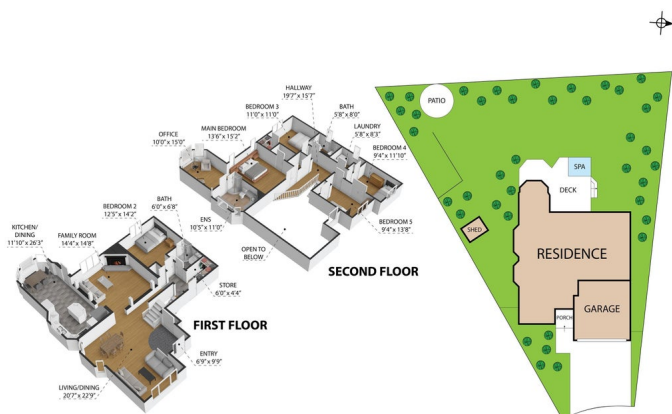 HALLWAY
19'7" x 15'7"
BEDROOM 3
11'0" x 11'0"
BATH
5'8" x 8'0"
MAIN BEDROOM
13'6" x 15'2"
LAUNDRY
5'8" x 8'3"
OFFICE
10'0" x 15'0"
BEDROOM 4
9'4" x 11'10"
ENS
10'5" x 11'0"
BEDROOM 5
9'4" x 13'8"
OPEN TO
BELOW
SECOND FLOOR
BATH
6'0" x 6'8"
BEDROOM 2
12'5" x 14'2"
KITCHEN/
DINING
11'10" x 26'3"
FAMILY ROOM
14'4" x 14'8"
STORE
6'0" x 4'4"
FIRST FLOOR
ENTRY
6'9" x 9'9"
LIVING/DINING
20'7" x 22'9"
PATIO
SPA
DECK
SHED
RESIDENCE
GARAGE
PORCH